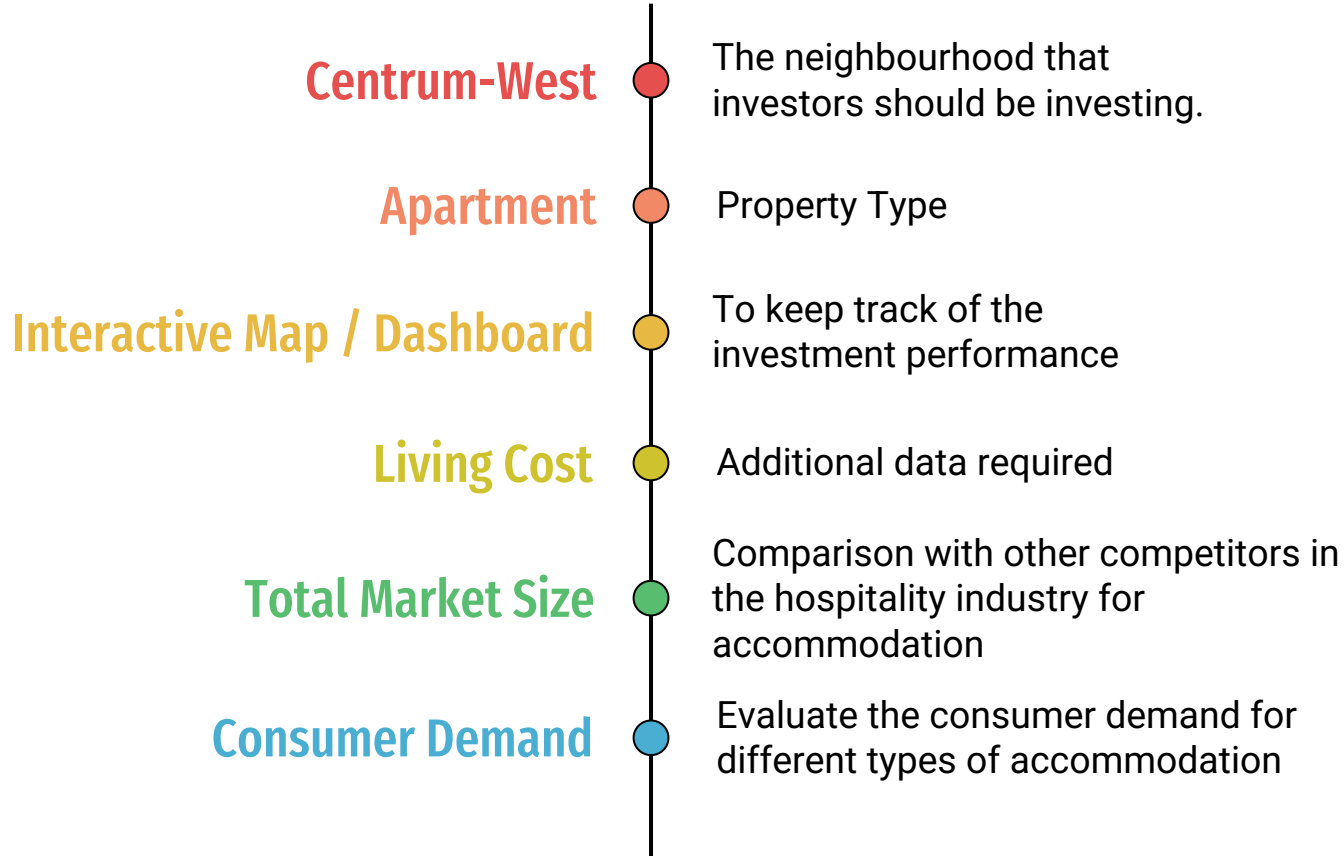 Centrum-West
The neighbourhood that
investors should be investing.
Apartment
Property Type
Interactive Map / Dashboard
To keep track of the
investment performance
Living Cost
Additional data required
Total Market Size
Comparison with other competitors in
the hospitality industry for
accommodation
Consumer Demand
Evaluate the consumer demand for
different types of accommodation